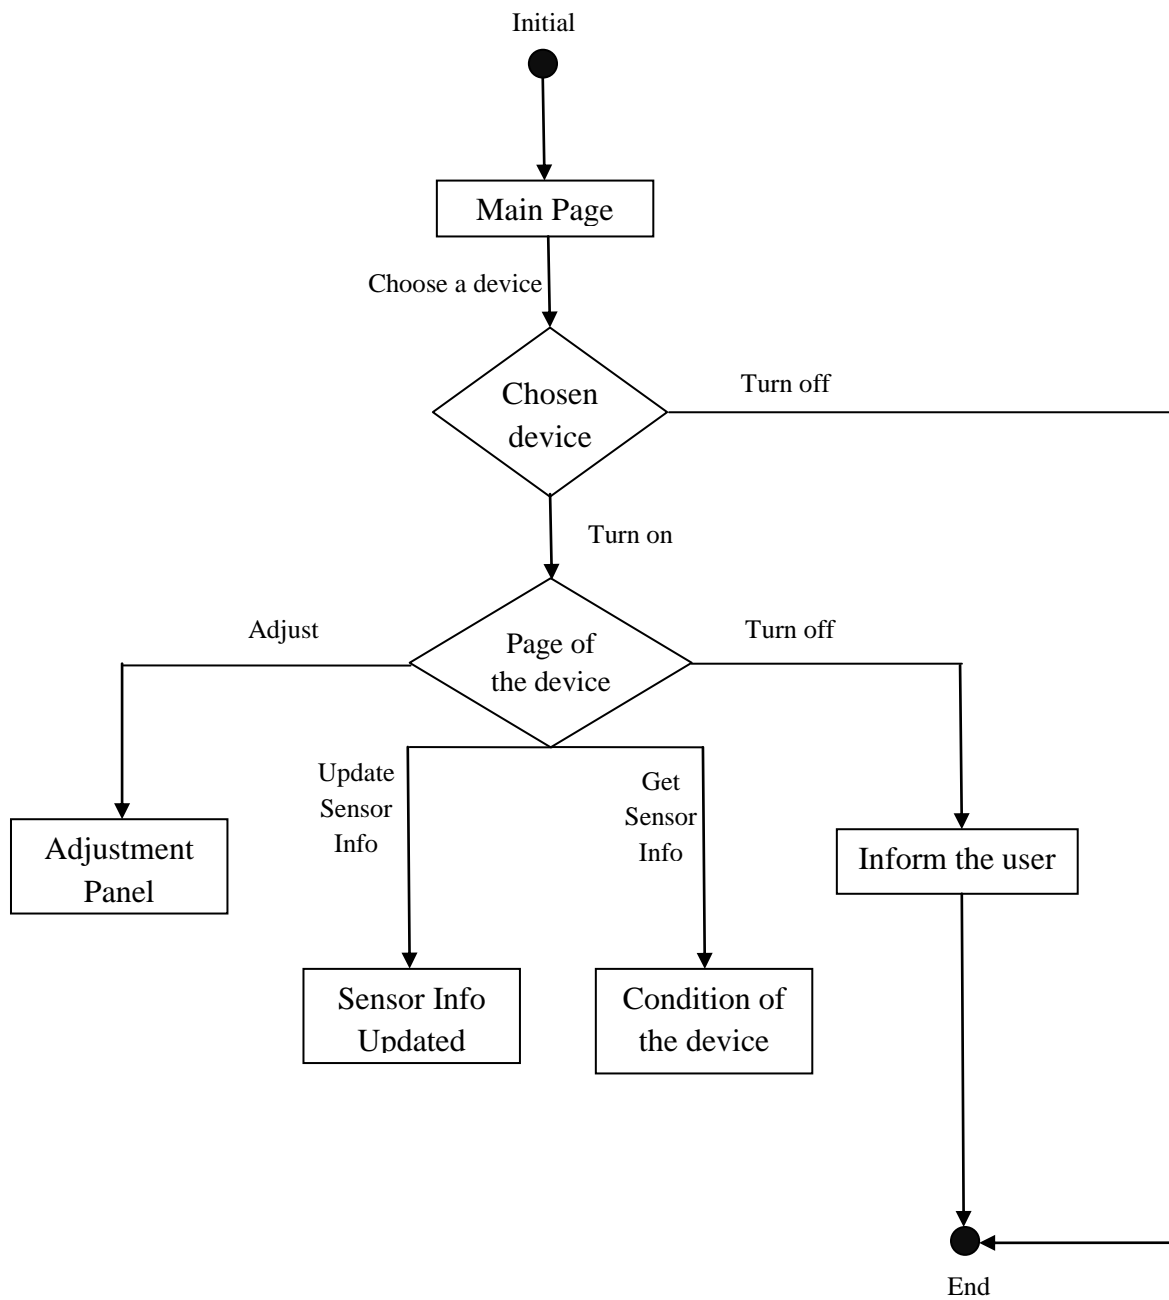 Initial
Main Page
Choose a device
Chosen
device
Turn off
Turn on
Adjust
Page of
the device
Turn off
Update
Sensor
Info
Get
Sensor
Info
Adjustment
Panel
Inform the user
Sensor Info
Updated
Condition of
the device
End